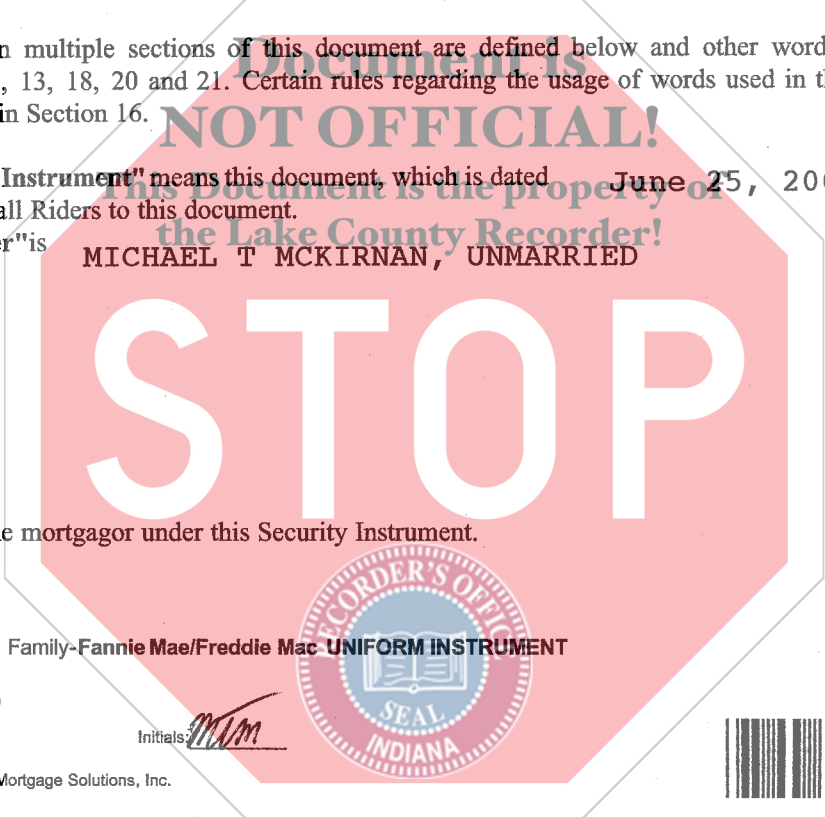 n multiple sections of this document are defined below and other word
Document is
, 13, 18, 20 and 21. Certain rules regarding the usage of words used in t
in Section 16.
NOT OFFICIAL!
Instrument" means this document, which is dated June 25, 20
This Document is the property of
all Riders to this document.
the Lake County Recorder!
r" is
MICHAEL T MCKIRNAN, UNMARRIED
STOP
e mortgagor under this Security Instrument.
RECORDER'S OFFIC
Family-Fannie Mae/Freddie Mac UNIFORM INSTRUMENT
SEAL
INDIANA
Initials: MTM
Mortgage Solutions, Inc.